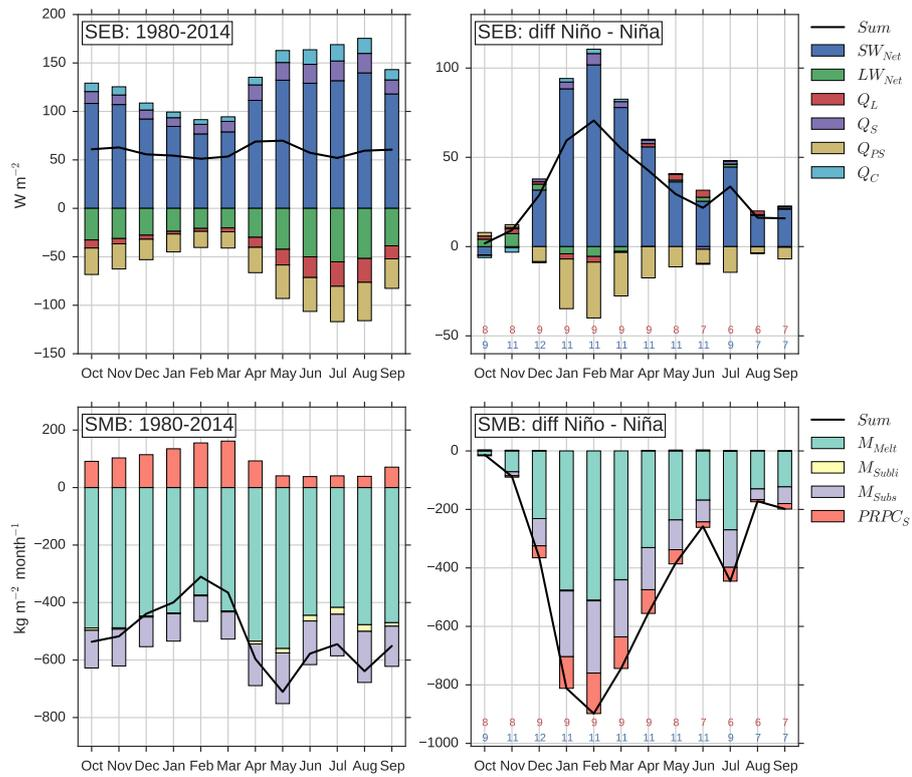 SEB: 1980-2014
200
150
100
50
0
−50
−100
−150
W m⁻²
Oct Nov Dec Jan Feb Mar Apr May Jun Jul Aug Sep
SEB: diff Niño - Niña
100
50
0
−50
8 8 9 9 9 9 9 8 7 9 6 7
9 11 12 11 11 11 11 11 11 9 7 7
Oct Nov Dec Jan Feb Mar Apr May Jun Jul Aug Sep
Sum
SW_Net
LW_Net
Q_L
Q_S
Q_PS
Q_C
SMB: 1980-2014
200
0
−200
−400
−600
−800
kg m⁻² month⁻¹
Oct Nov Dec Jan Feb Mar Apr May Jun Jul Aug Sep
SMB: diff Niño - Niña
0
−200
−400
−600
−800
−1000
8 8 9 9 9 9 9 8 7 6 6 7
9 11 12 11 11 11 11 11 11 9 7 7
Oct Nov Dec Jan Feb Mar Apr May Jun Jul Aug Sep
Sum
M_Melt
M_Subli
M_Subs
PRPC_S